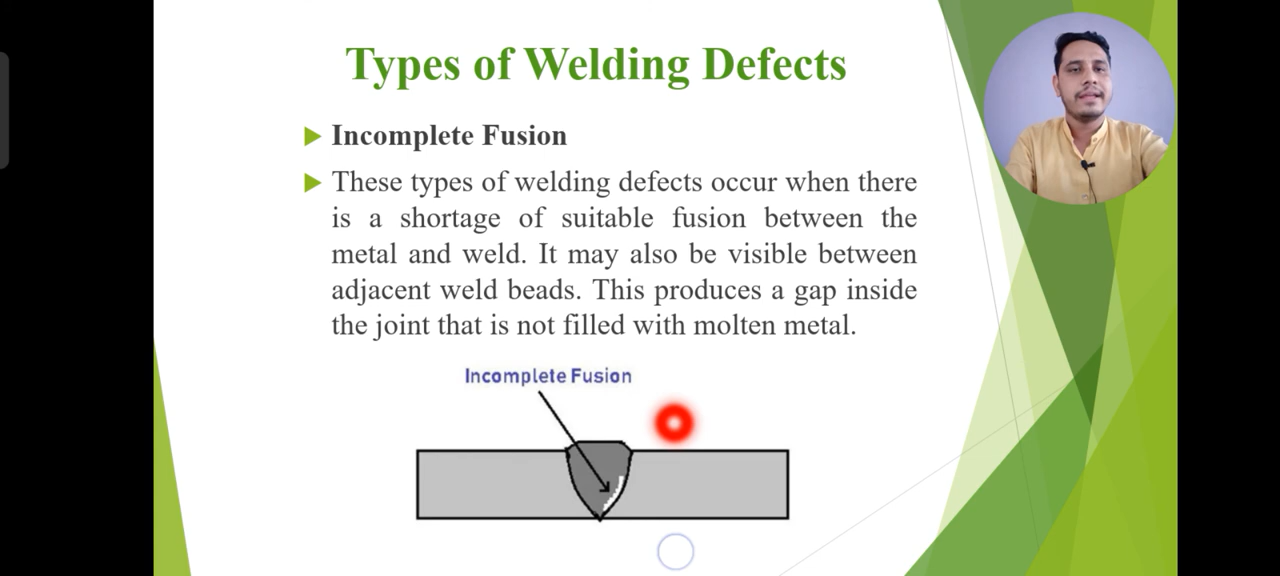 Types of Welding Defects
Incomplete Fusion
These types of welding defects occur when there
is a shortage of suitable fusion between the
metal and weld. It may also be visible between
adjacent weld beads. This produces a gap inside
the joint that is not filled with molten metal.
Incomplete Fusion